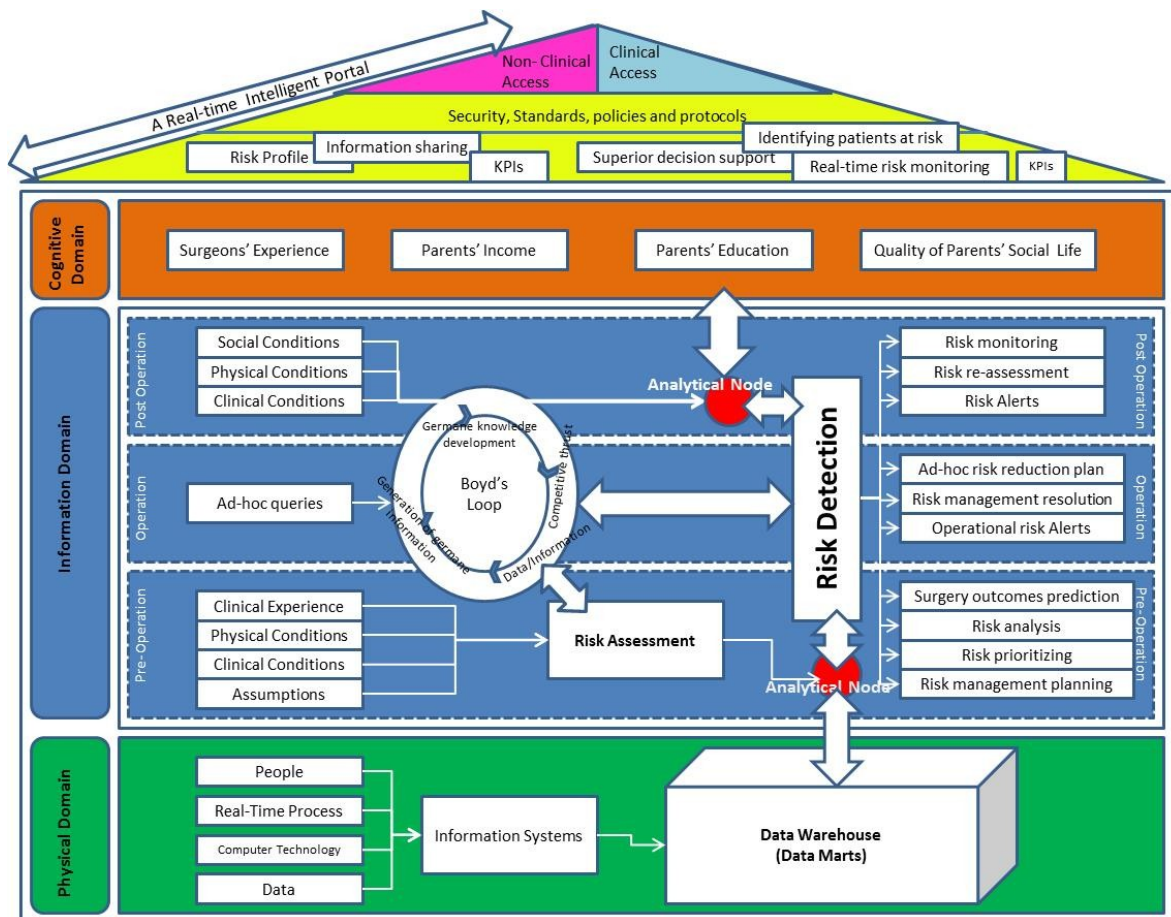 A Real-time Intelligent Portal
Non- Clinical
Access
Clinical
Access
Security, Standards, policies and protocols
Risk Profile
Information sharing
KPIs
Superior decision support
Identifying patients at risk
Real-time risk monitoring
KPIs
Cognitive
Domain
Surgeons’ Experience
Parents’ Income
Parents’ Education
Quality of Parents’ Social Life
Information Domain
Post Operation
Social Conditions
Physical Conditions
Clinical Conditions
Analytical Node
Risk monitoring
Risk re-assessment
Risk Alerts
Post Operation
Operation
Ad-hoc queries
Germane knowledge
development
Competitive thrust
Boyd’s
Loop
Generation of germane
Information
Data/Information
Risk Detection
Ad-hoc risk reduction plan
Risk management resolution
Operational risk Alerts
Operation
Pre-Operation
Clinical Experience
Physical Conditions
Clinical Conditions
Assumptions
Risk Assessment
Analytical Node
Surgery outcomes prediction
Risk analysis
Risk prioritizing
Risk management planning
Pre-Operation
Physical Domain
People
Real-Time Process
Computer Technology
Data
Information Systems
Data Warehouse
(Data Marts)